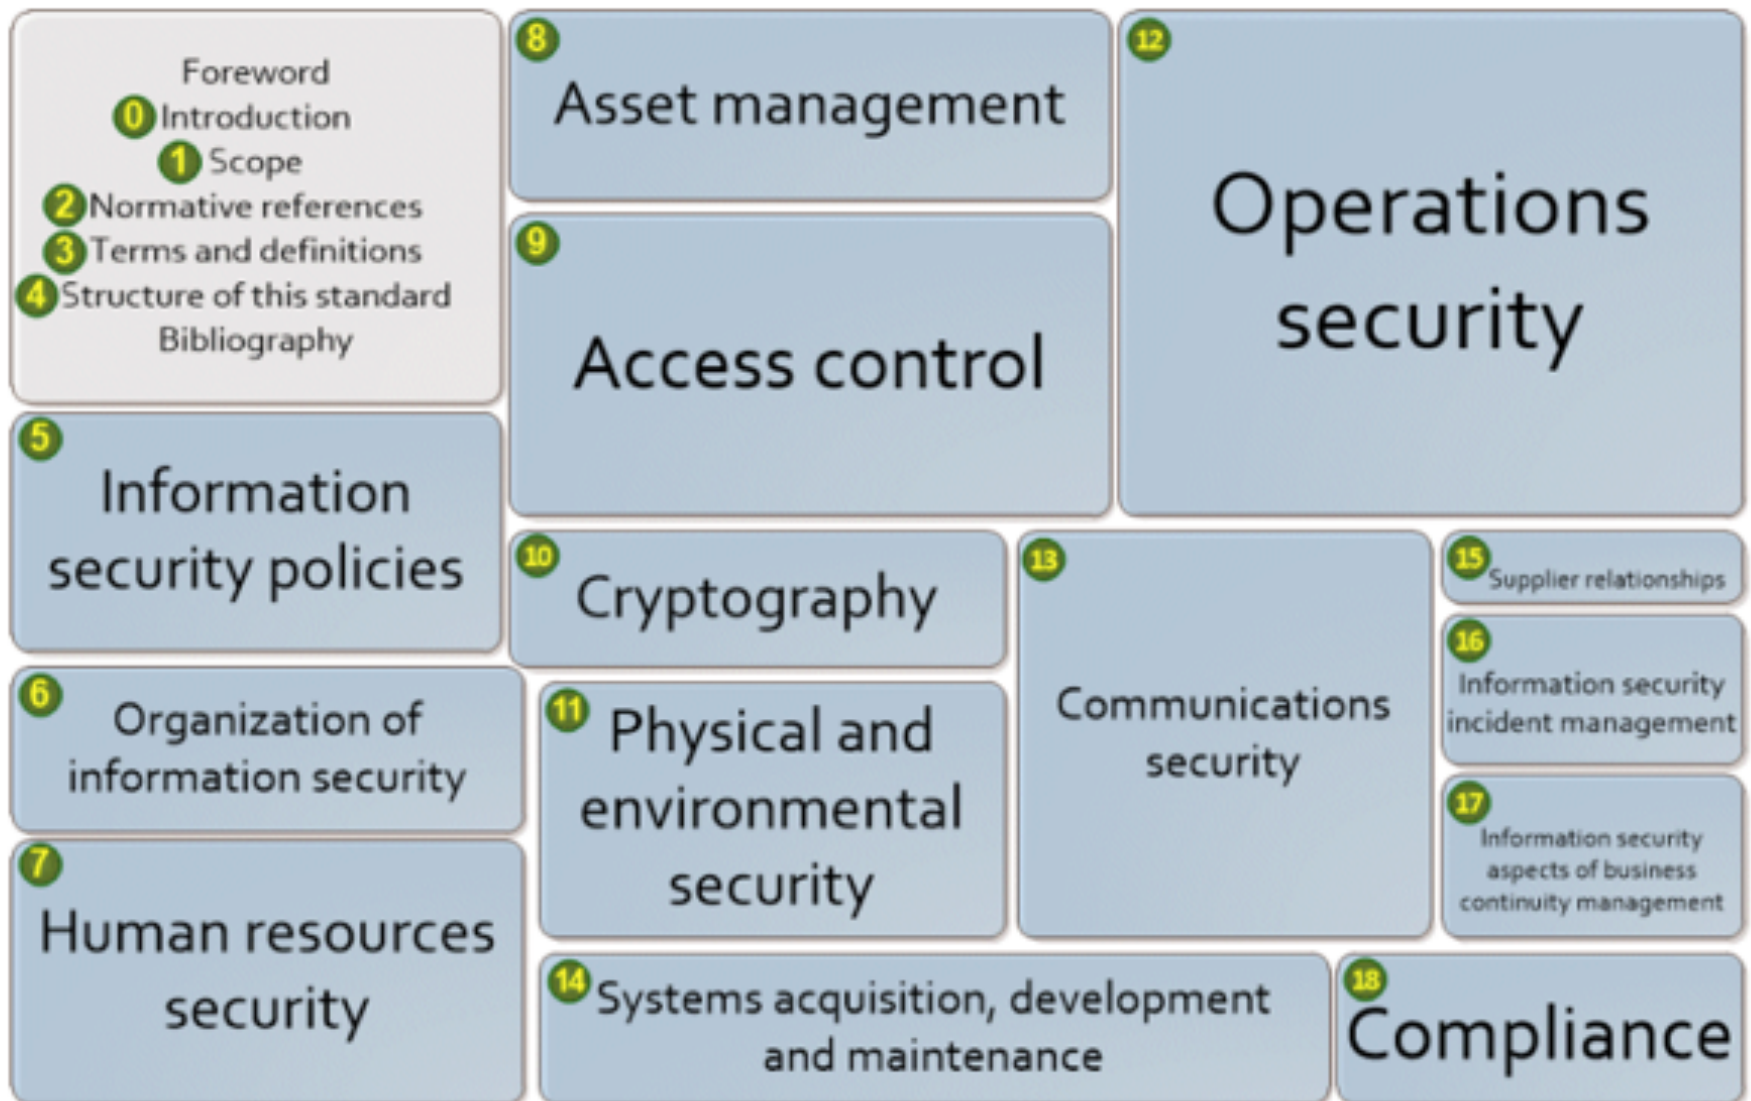 Foreword
0 Introduction
1 Scope
2 Normative references
3 Terms and definitions
4 Structure of this standard
Bibliography
5
Information
security policies
6
Organization of
information security
7
Human resources
security
8
Asset management
9
Access control
10
Cryptography
11
Physical and
environmental
security
12
Operations
security
13
Communications
security
14
Systems acquisition, development
and maintenance
15
Supplier relationships
16
Information security
incident management
17
Information security
aspects of business
continuity management
18
Compliance